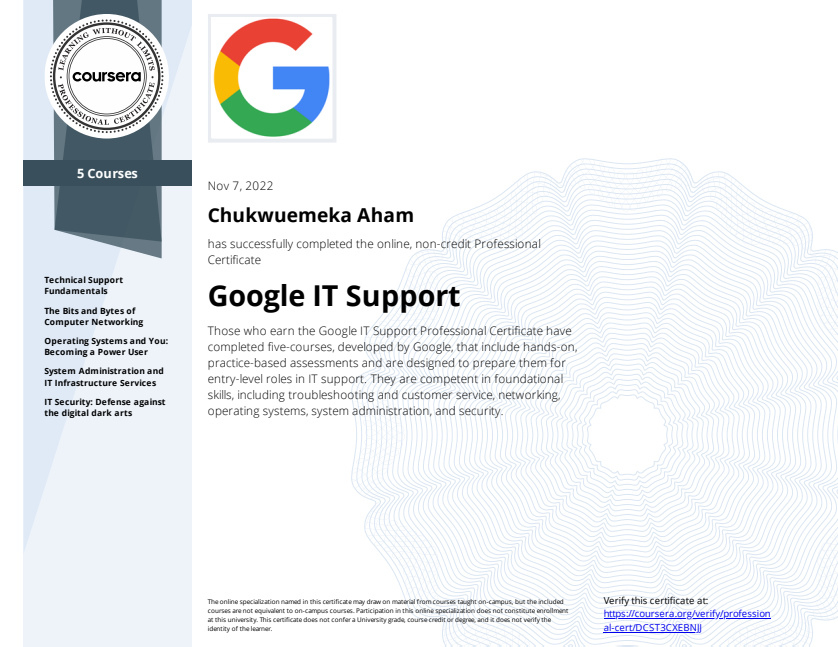 LEARNING WITHOUT LIMITS
coursera
PROFESSIONAL CERTIFICATE
5 Courses
Technical Support
Fundamentals
The Bits and Bytes of
Computer Networking
Operating Systems and You:
Becoming a Power User
System Administration and
IT Infrastructure Services
IT Security: Defense against
the digital dark arts
Nov 7, 2022
Chukwuemeka Aham
has successfully completed the online, non-credit Professional
Certificate
Google IT Support
Those who earn the Google IT Support Professional Certificate have
completed five-courses, developed by Google, that include hands-on,
practice-based assessments and are designed to prepare them for
entry-level roles in IT support. They are competent in foundational
skills, including troubleshooting and customer service, networking,
operating systems, system administration, and security.
The online specialization named in this certificate may draw on material from courses taught on-campus, but the included
courses are not equivalent to on-campus courses. Participation in this online specialization does not constitute enrollment
at this university. This certificate does not confer a University grade, course credit or degree, and it does not verify the
identity of the learner.
Verify this certificate at:
https://coursera.org/verify/profession
al-cert/DCST3CXEBNJJ